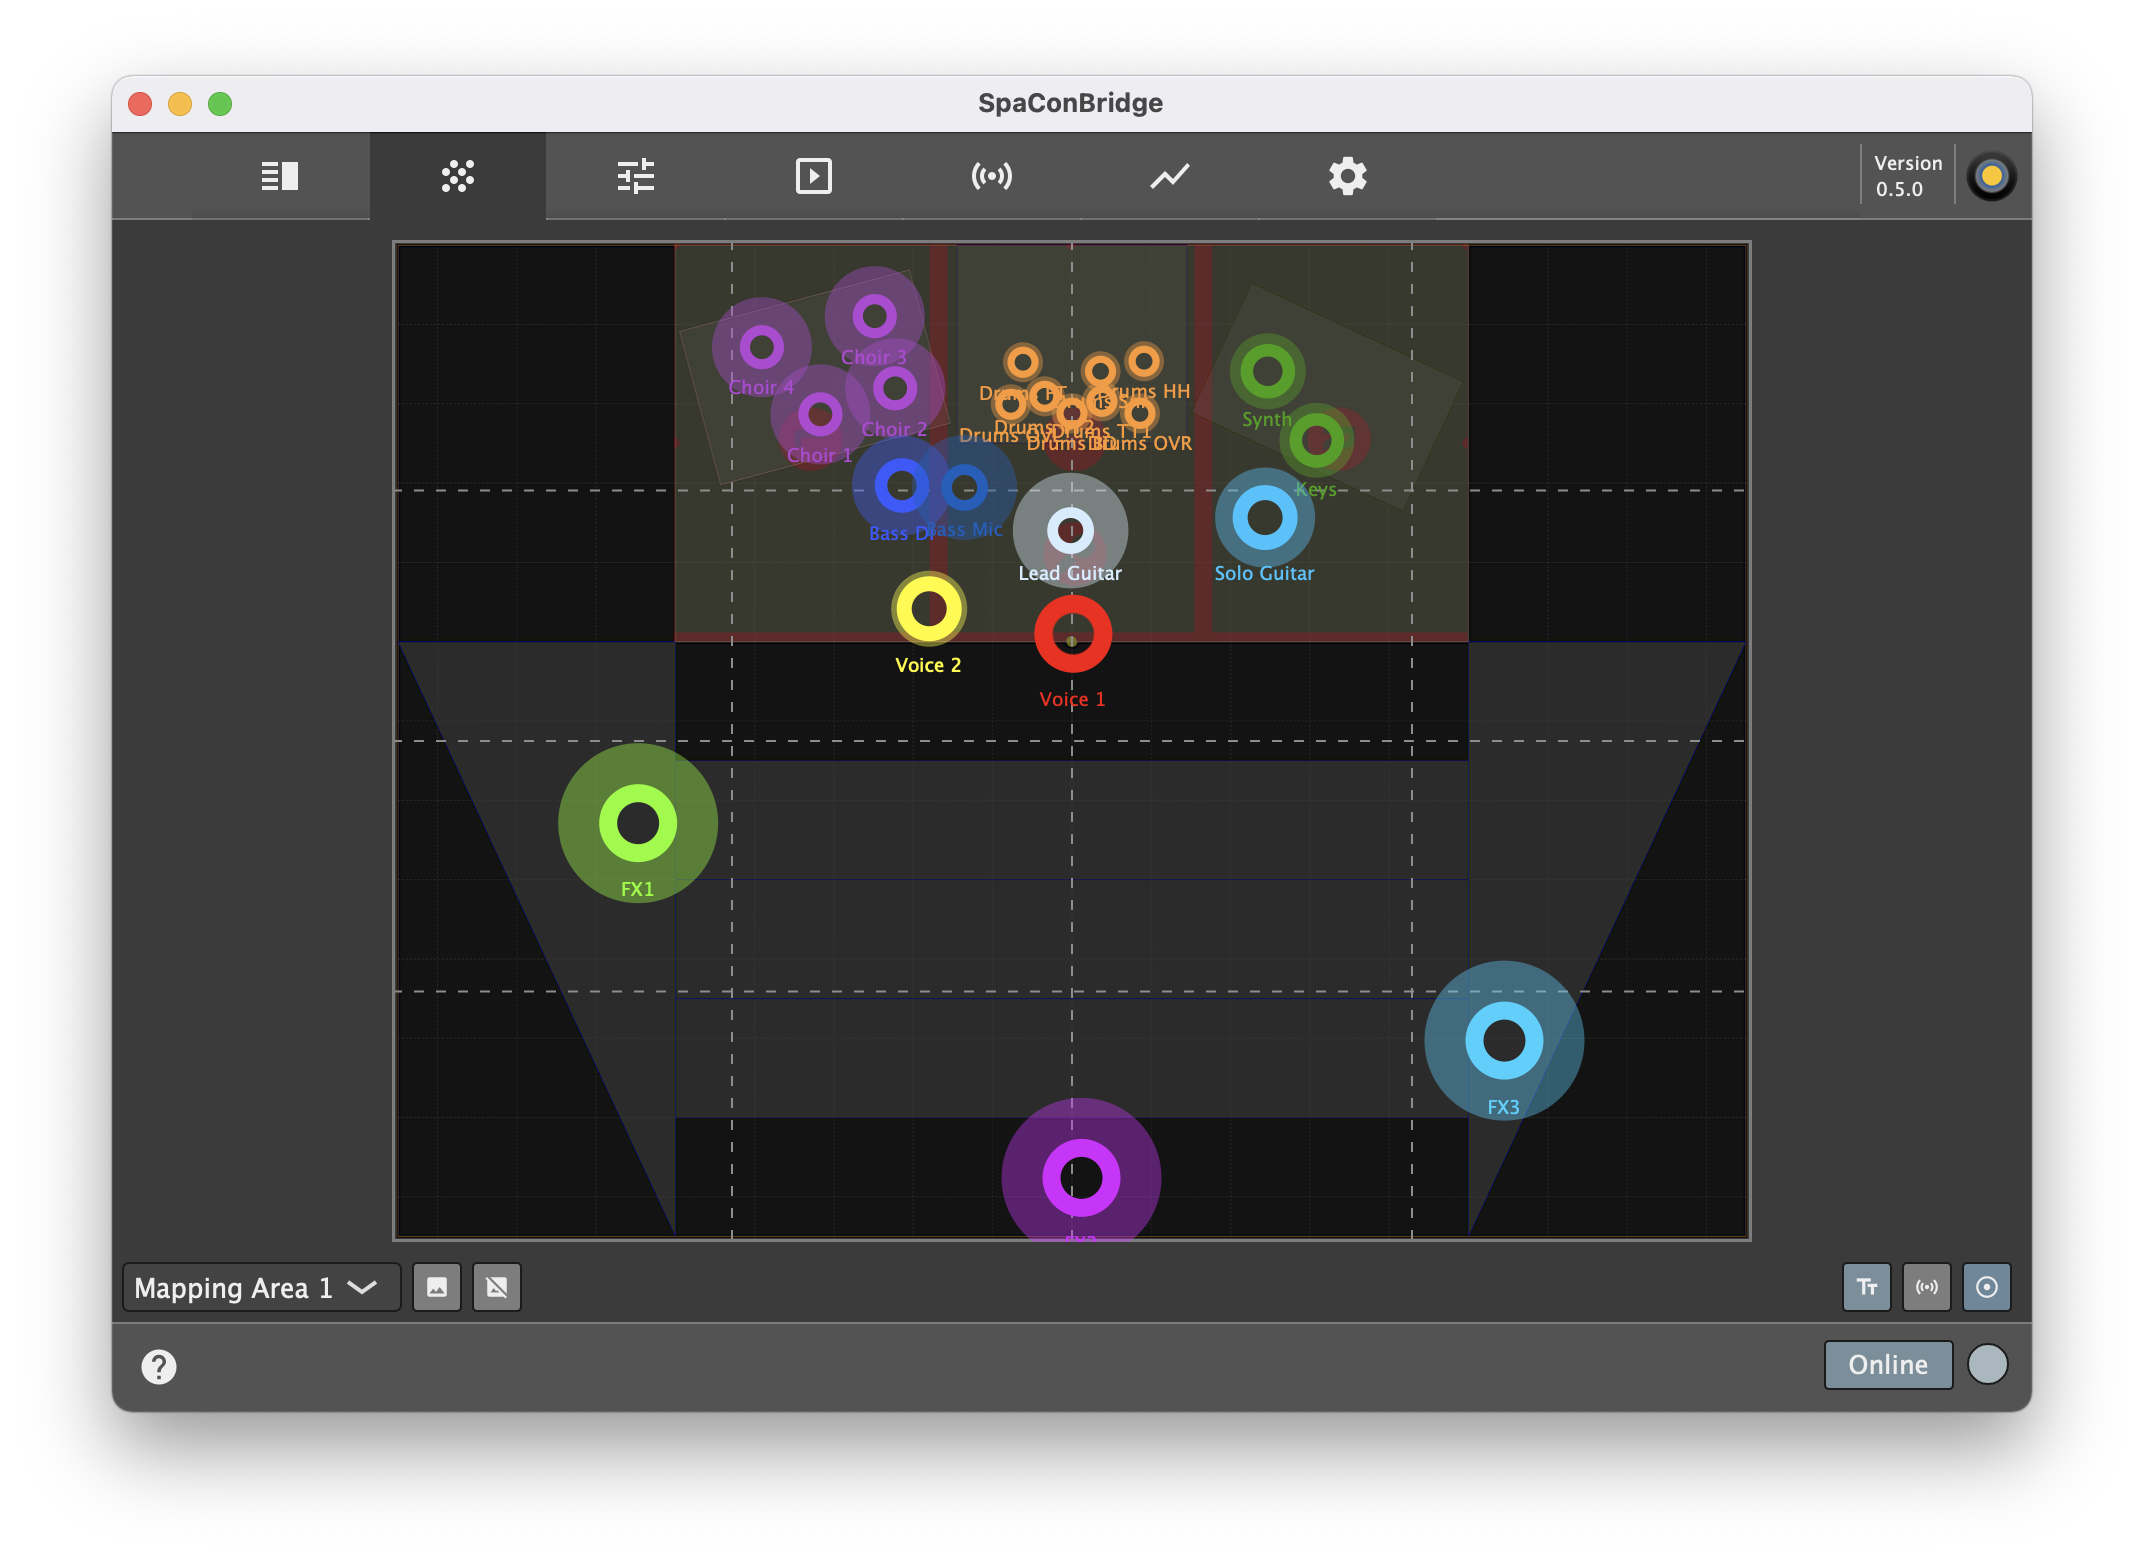 SpaConBridge
Version
0.5.0
Choir 3
Choir 4
Choir 2
Choir 1
Drums HH
Drums
Drums OVR
Synth
Keys
Bass DI
Bass Mic
Lead Guitar
Solo Guitar
Voice 2
Voice 1
FX1
FX3
Mapping Area 1
Online